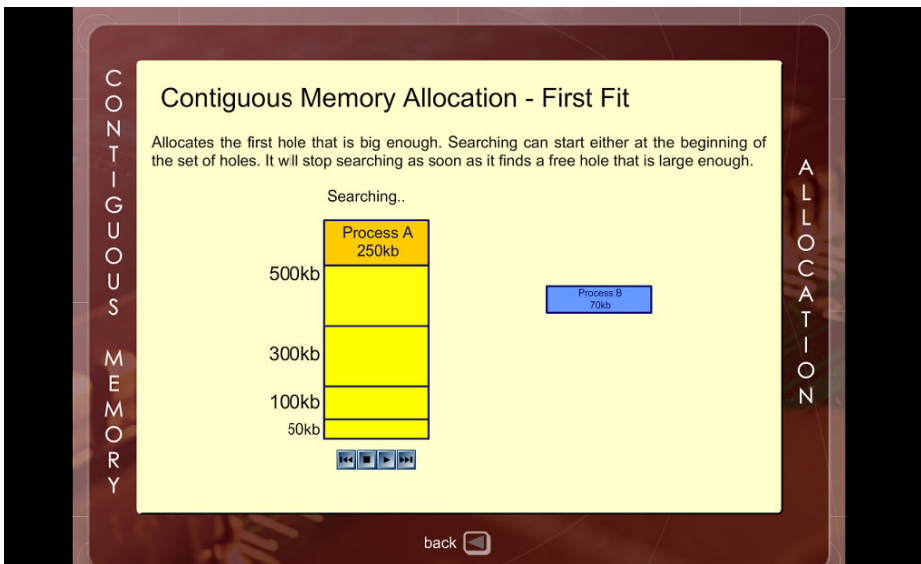 CONTIGUOUS MEMORY
Contiguous Memory Allocation - First Fit
Allocates the first hole that is big enough. Searching can start either at the beginning of
the set of holes. It will stop searching as soon as it finds a free hole that is large enough.
Searching..
Process A
250kb
500kb
Process B
70kb
300kb
100kb
50kb
ALLOCATION
back